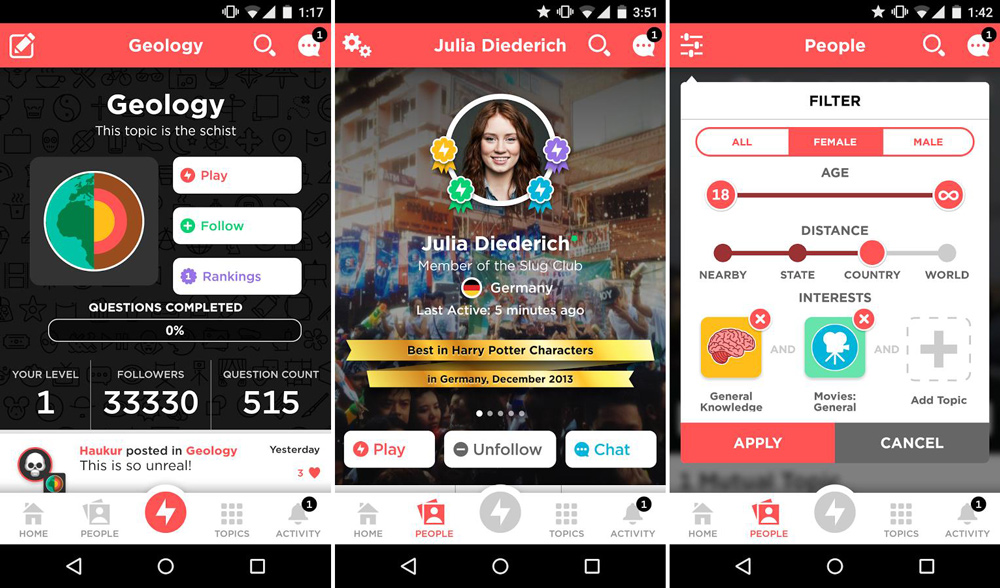 1:17
Geology
1
Geology
This topic is the schist
Play
Follow
1 Rankings
QUESTIONS COMPLETED
0%
YOUR LEVEL
1
FOLLOWERS
33330
QUESTION COUNT
515
Haukur posted in Geology
Yesterday
This is so unreal!
3
HOME
PEOPLE
TOPICS
1
ACTIVITY
3:51
Julia Diederich
1
Julia Diederich
Member of the Slug Club
Germany
Last Active: 5 minutes ago
Best in Harry Potter Characters
in Germany, December 2013
Play
Unfollow
Chat
HOME
PEOPLE
TOPICS
1
ACTIVITY
1:42
People
1
FILTER
ALL
FEMALE
MALE
AGE
18
∞
DISTANCE
NEARBY
STATE
COUNTRY
WORLD
INTERESTS
AND
AND
General
Knowledge
Movies:
General
Add Topic
APPLY
CANCEL
1 Mutual Topic
HOME
PEOPLE
TOPICS
1
ACTIVITY